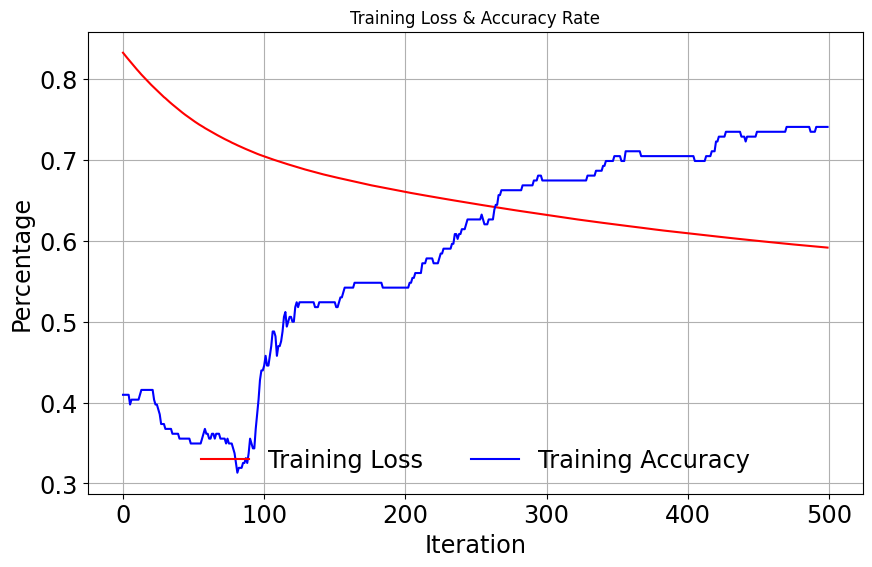 Training Loss & Accuracy Rate
Percentage
0.8
0.7
0.6
0.5
0.4
0.3
Training Loss
Training Accuracy
0 100 200 300 400 500
Iteration